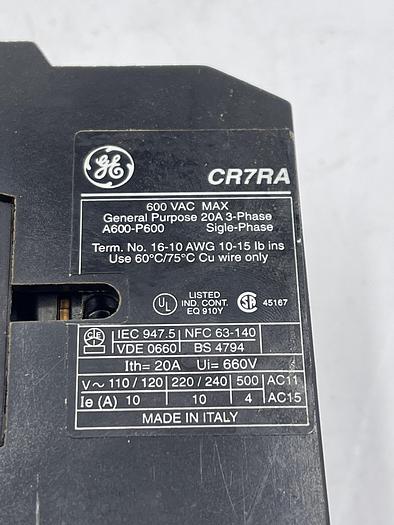 GE
CR7RA
600 VAC MAX
General Purpose 20A 3-Phase
A600-P600 Sigle-Phase
Term. No. 16-10 AWG 10-15 lb ins
Use 60°C/75°C Cu wire only
UL LISTED
IND. CONT.
EQ 910Y
SA 45167
IEC 947.5 NFC 63-140
VDE 0660 BS 4794
Ith= 20A Ui= 660V
V~ 110 / 120 220 / 240 500 AC11
Ie (A) 10 10 4 AC15
MADE IN ITALY